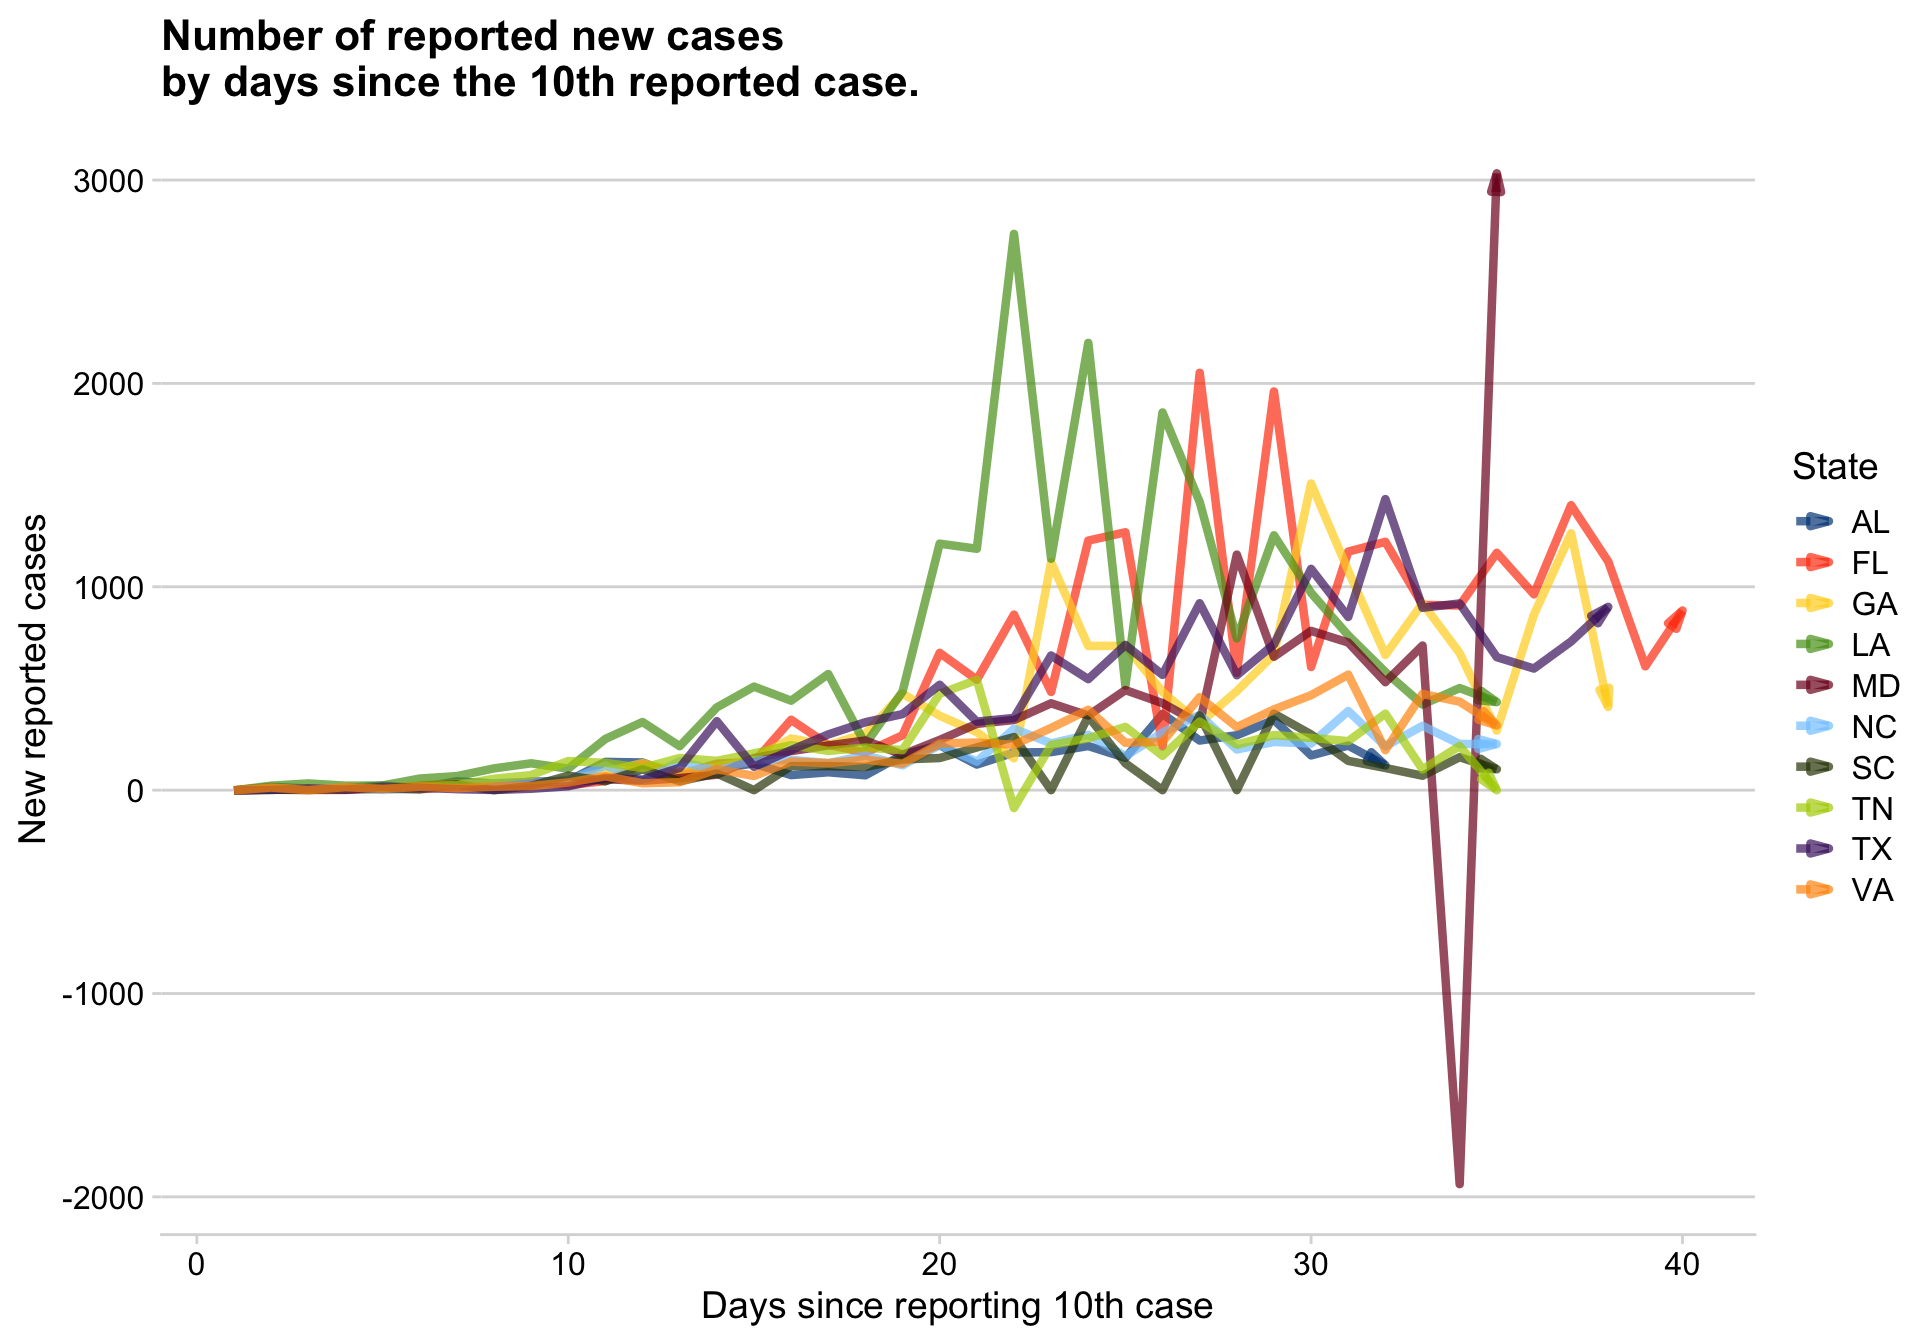 Number of reported new cases
by days since the 10th reported case.
3000
2000
1000
0
-1000
-2000
New reported cases
0 10 20 30 40
Days since reporting 10th case
State
AL
FL
GA
LA
MD
NC
SC
TN
TX
VA